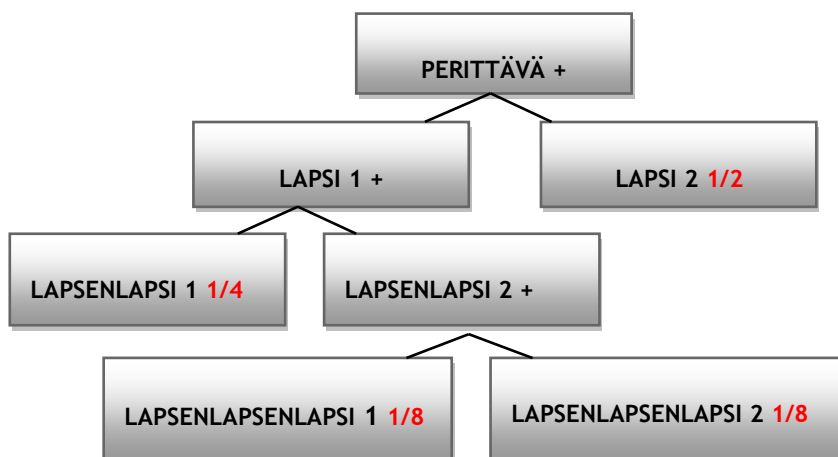 PERITTÄVÄ +
LAPSI 1 +
LAPSI 2 1/2
LAPSENLAPSI 1 1/4
LAPSENLAPSI 2 +
LAPSENLAPSENLAPSI 1 1/8
LAPSENLAPSENLAPSI 2 1/8